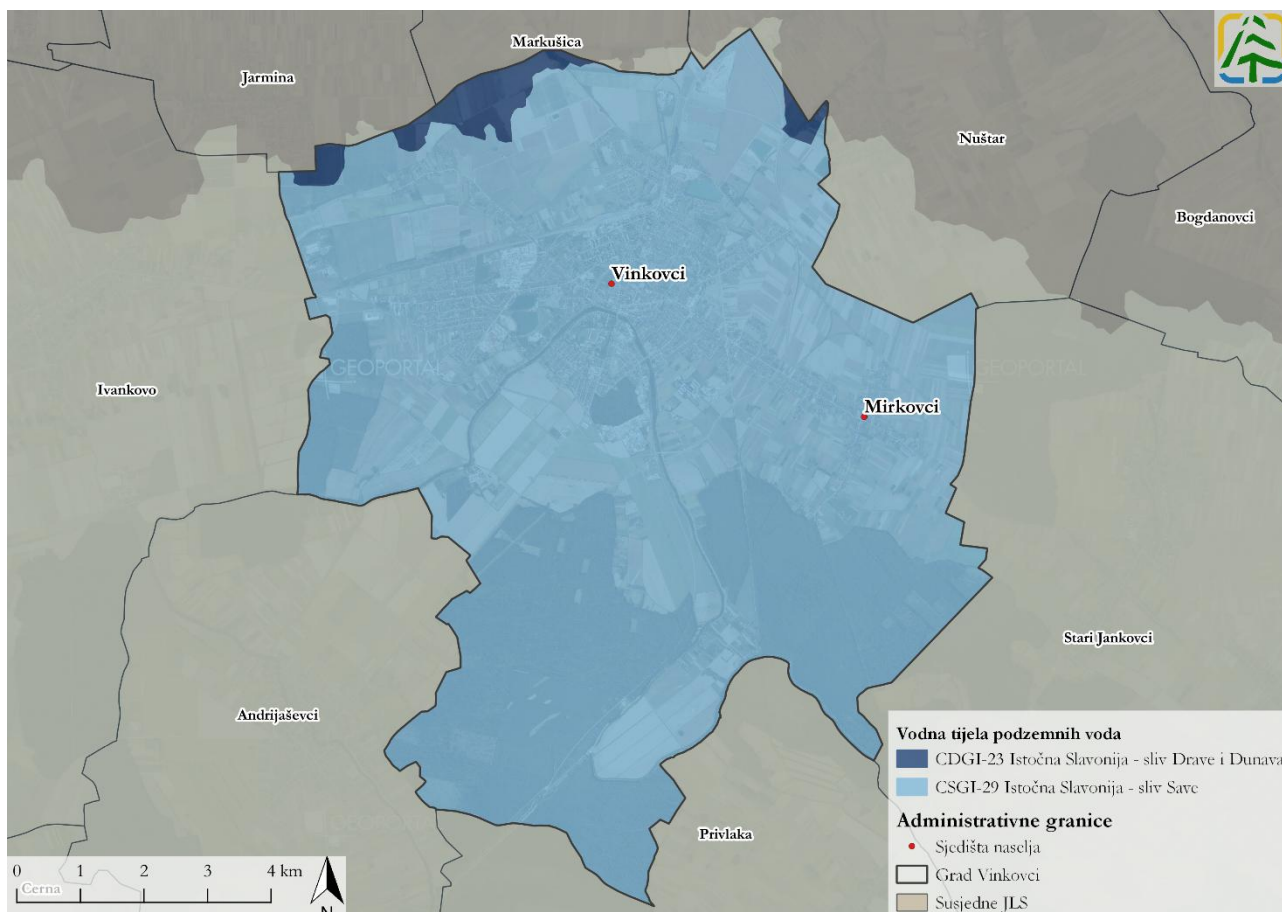 Markušica
Jarmina
Nuštar
Bogdanovci
Vinkovci
GEOPORTAL
GEOPORTAL
Ivankovo
Mirkovci
Stari Jankovci
Andrijaševci
Privlaka
Cerna
Vodna tijela podzemnih voda
CDGI-23 Istočna Slavonija - sliv Drave i Dunava
CSGI-29 Istočna Slavonija - sliv Save
Administrativne granice
Sjedišta naselja
Grad Vinkovci
Susjedne JLS
0 1 2 3 4 km
N